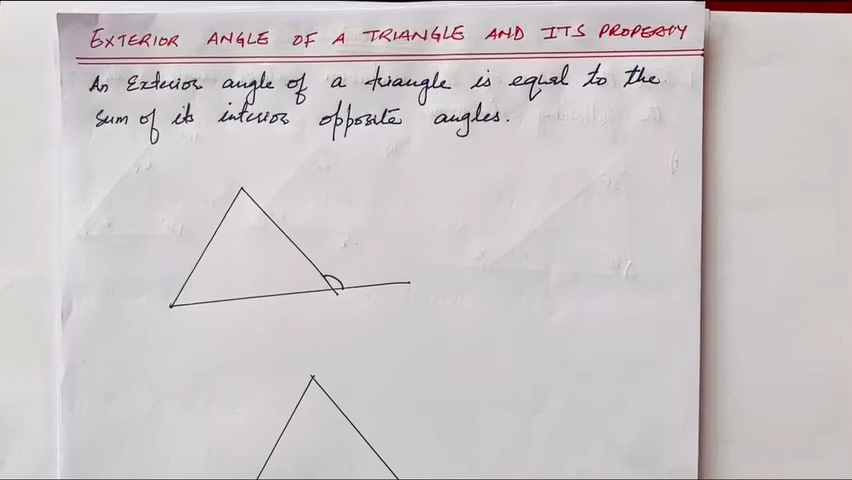 EXTERIOR ANGLE OF A TRIANGLE AND ITS PROPERTY
An Exterior angle of a triangle is equal to the
sum of its interior opposite angles.